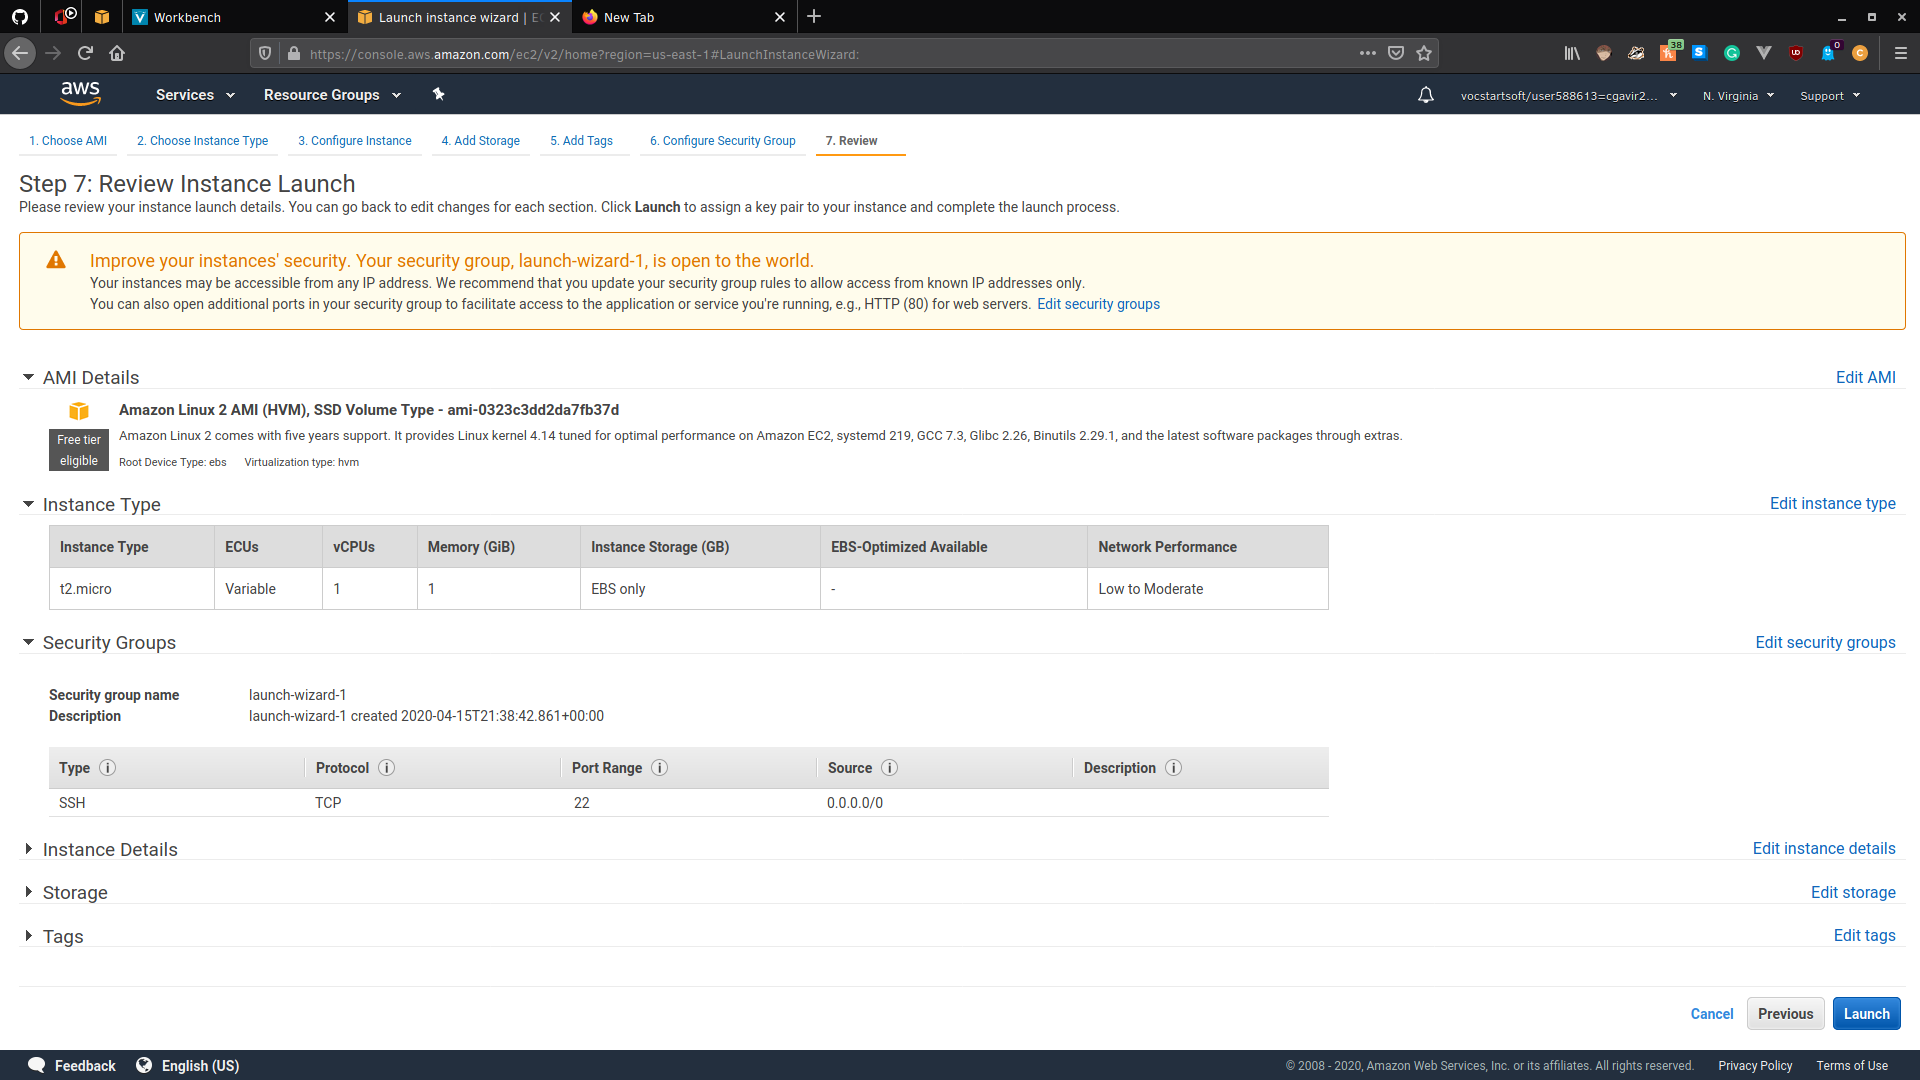 Workbench
Launch instance wizard | EC
New Tab
https://console.aws.amazon.com/ec2/v2/home?region=us-east-1#LaunchInstanceWizard:
38
0
aws
Services
Resource Groups
vocstartsoft/user588613=cgavir2...
N. Virginia
Support
1. Choose AMI
2. Choose Instance Type
3. Configure Instance
4. Add Storage
5. Add Tags
6. Configure Security Group
7. Review
Step 7: Review Instance Launch
Please review your instance launch details. You can go back to edit changes for each section. Click Launch to assign a key pair to your instance and complete the launch process.
Improve your instances' security. Your security group, launch-wizard-1, is open to the world.
Your instances may be accessible from any IP address. We recommend that you update your security group rules to allow access from known IP addresses only.
You can also open additional ports in your security group to facilitate access to the application or service you're running, e.g., HTTP (80) for web servers. Edit security groups
AMI Details
Edit AMI
Amazon Linux 2 AMI (HVM), SSD Volume Type - ami-0323c3dd2da7fb37d
Free tier
eligible
Amazon Linux 2 comes with five years support. It provides Linux kernel 4.14 tuned for optimal performance on Amazon EC2, systemd 219, GCC 7.3, Glibc 2.26, Binutils 2.29.1, and the latest software packages through extras.
Root Device Type: ebs Virtualization type: hvm
Instance Type
Edit instance type
Instance Type ECUs vCPUs Memory (GiB) Instance Storage (GB) EBS-Optimized Available Network Performance
t2.micro Variable 1 1 EBS only - Low to Moderate
Security Groups
Edit security groups
Security group name launch-wizard-1
Description launch-wizard-1 created 2020-04-15T21:38:42.861+00:00
Type Protocol Port Range Source Description
SSH TCP 22 0.0.0.0/0
Instance Details
Edit instance details
Storage
Edit storage
Tags
Edit tags
Cancel
Previous
Launch
Feedback
English (US)
© 2008 - 2020, Amazon Web Services, Inc. or its affiliates. All rights reserved.
Privacy Policy
Terms of Use